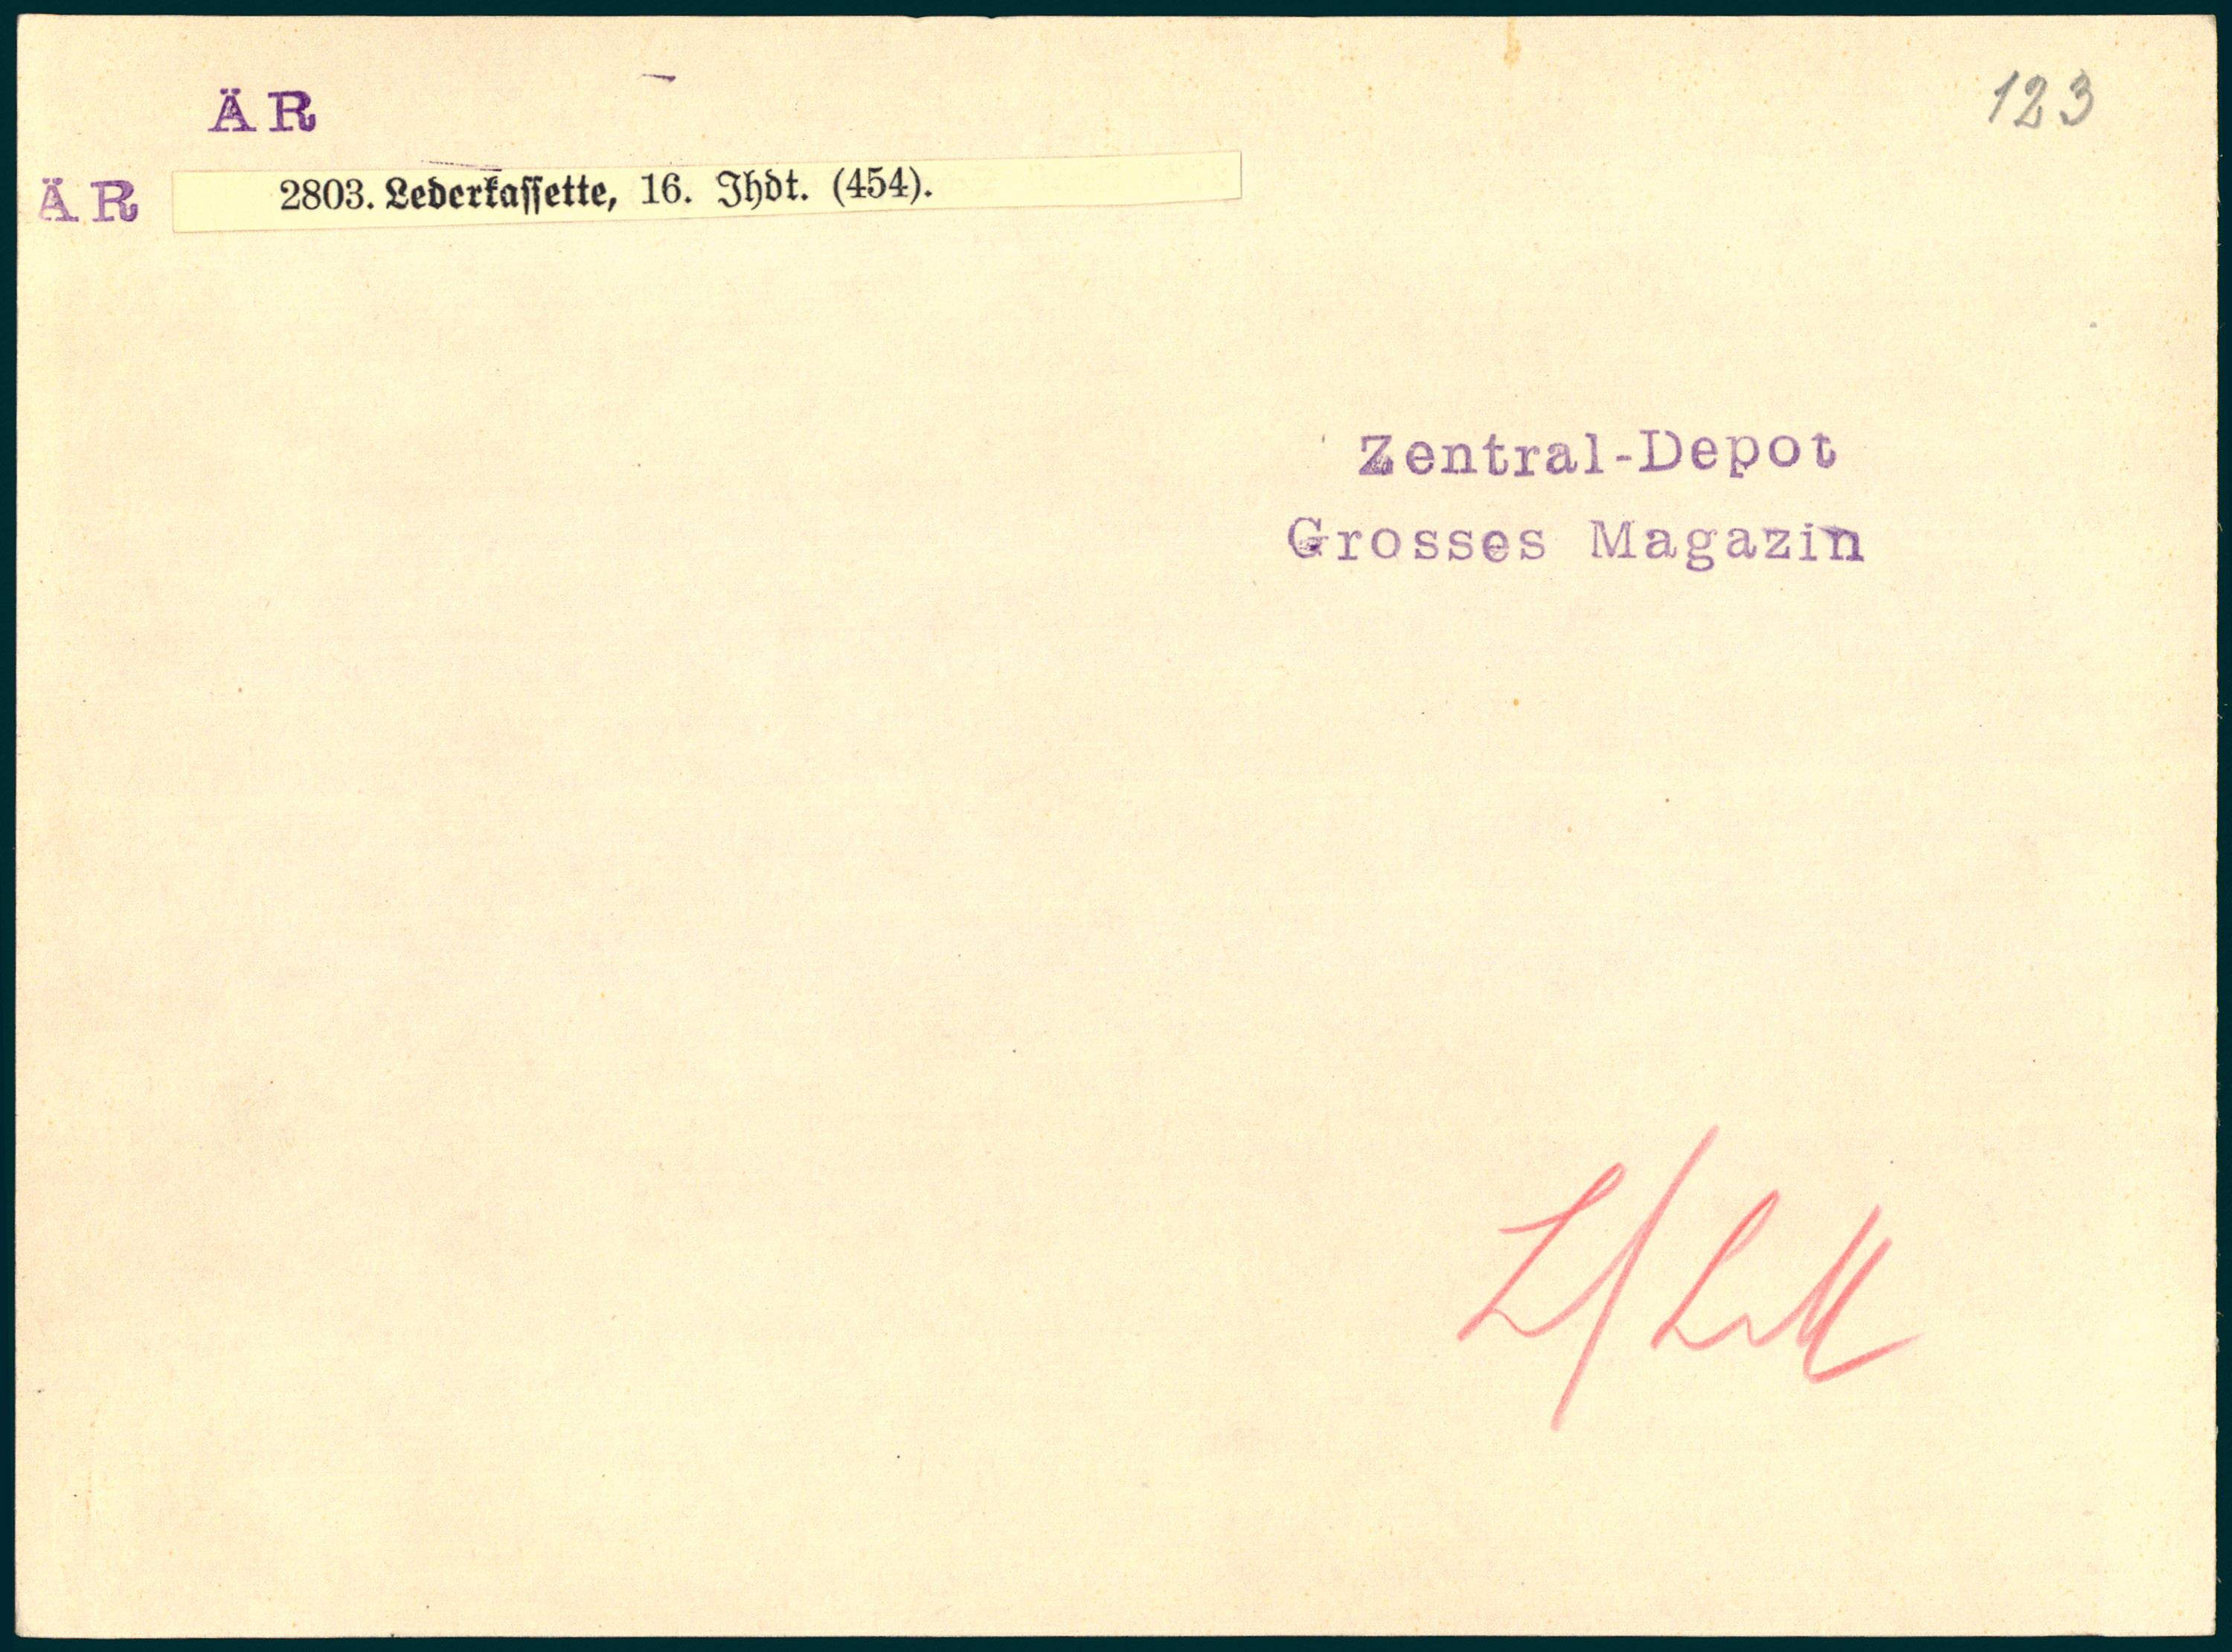 ÄR
123
ÄR 2803. Lederkassette, 16. Jhdt. (454).
Zentral-Depot
Grosses Magazin